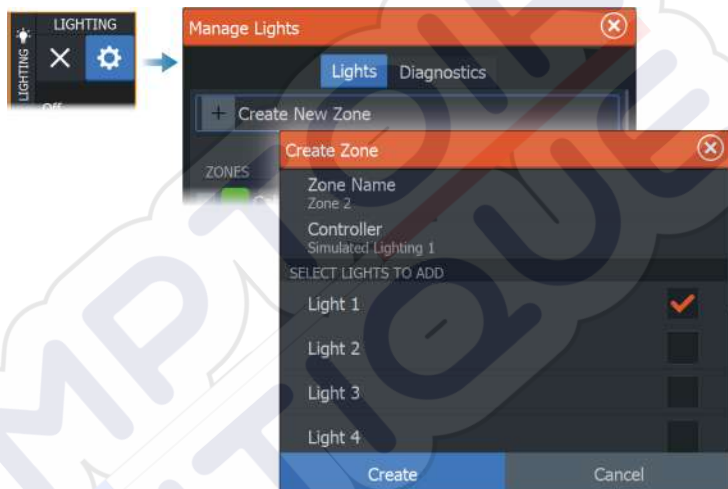 LIGHTING
LIGHTING
Off
Manage Lights
Lights Diagnostics
+ Create New Zone
ZONES
Create Zone
Zone Name
Zone 2
Controller
Simulated Lighting 1
SELECT LIGHTS TO ADD
Light 1
Light 2
Light 3
Light 4
Create Cancel